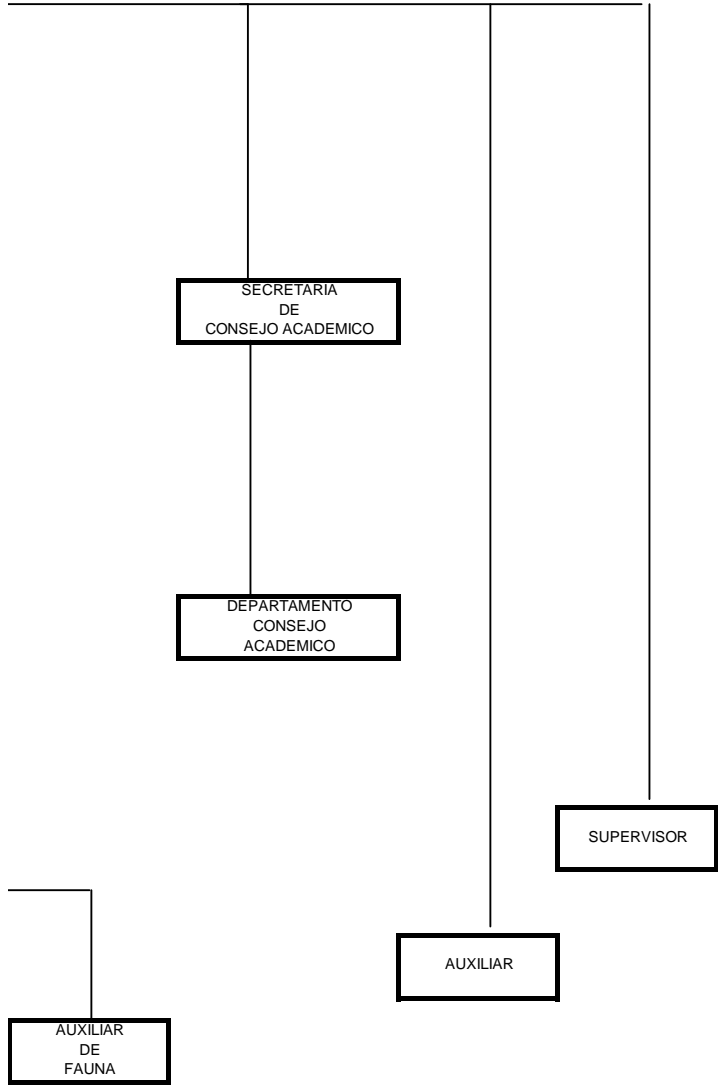 SECRETARIA
DE
CONSEJO ACADEMICO
DEPARTAMENTO
CONSEJO
ACADEMICO
SUPERVISOR
AUXILIAR
AUXILIAR
DE
FAUNA